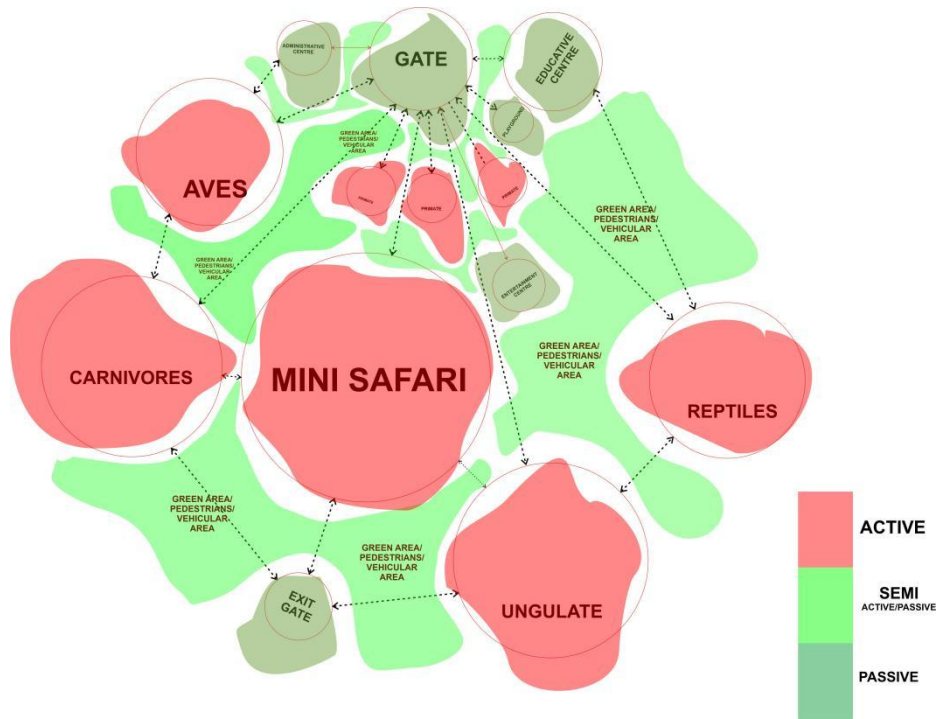 ADMINISTRATIVE
CENTRE
GATE
EDUCATIVE
CENTRE
PLAYGROUND
AVES
GREEN AREA/
PEDESTRIANS/
VEHICULAR
AREA
PRIMATE
PRIMATE
PRIMATE
GREEN AREA/
PEDESTRIANS/
VEHICULAR
AREA
GREEN AREA/
PEDESTRIANS/
VEHICULAR-
AREA
ENTERTAINMENT
CENTRE
CARNIVORES
MINI SAFARI
GREEN AREA/
PEDESTRIANS/
VEHICULAR
AREA
REPTILES
GREEN AREA/
PEDESTRIANS/
VEHICULAR
AREA
GREEN AREA/
PEDESTRIANS/
VEHICULAR
AREA
EXIT
GATE
UNGULATE
ACTIVE
SEMI
ACTIVE/PASSIVE
PASSIVE